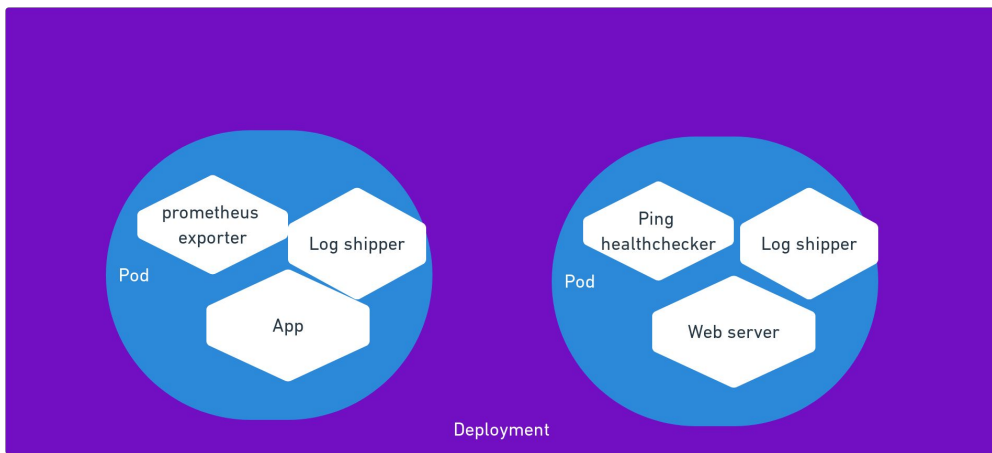 prometheus
exporter
Log shipper
Pod
App
Ping
healthchecker
Log shipper
Pod
Web server
Deployment